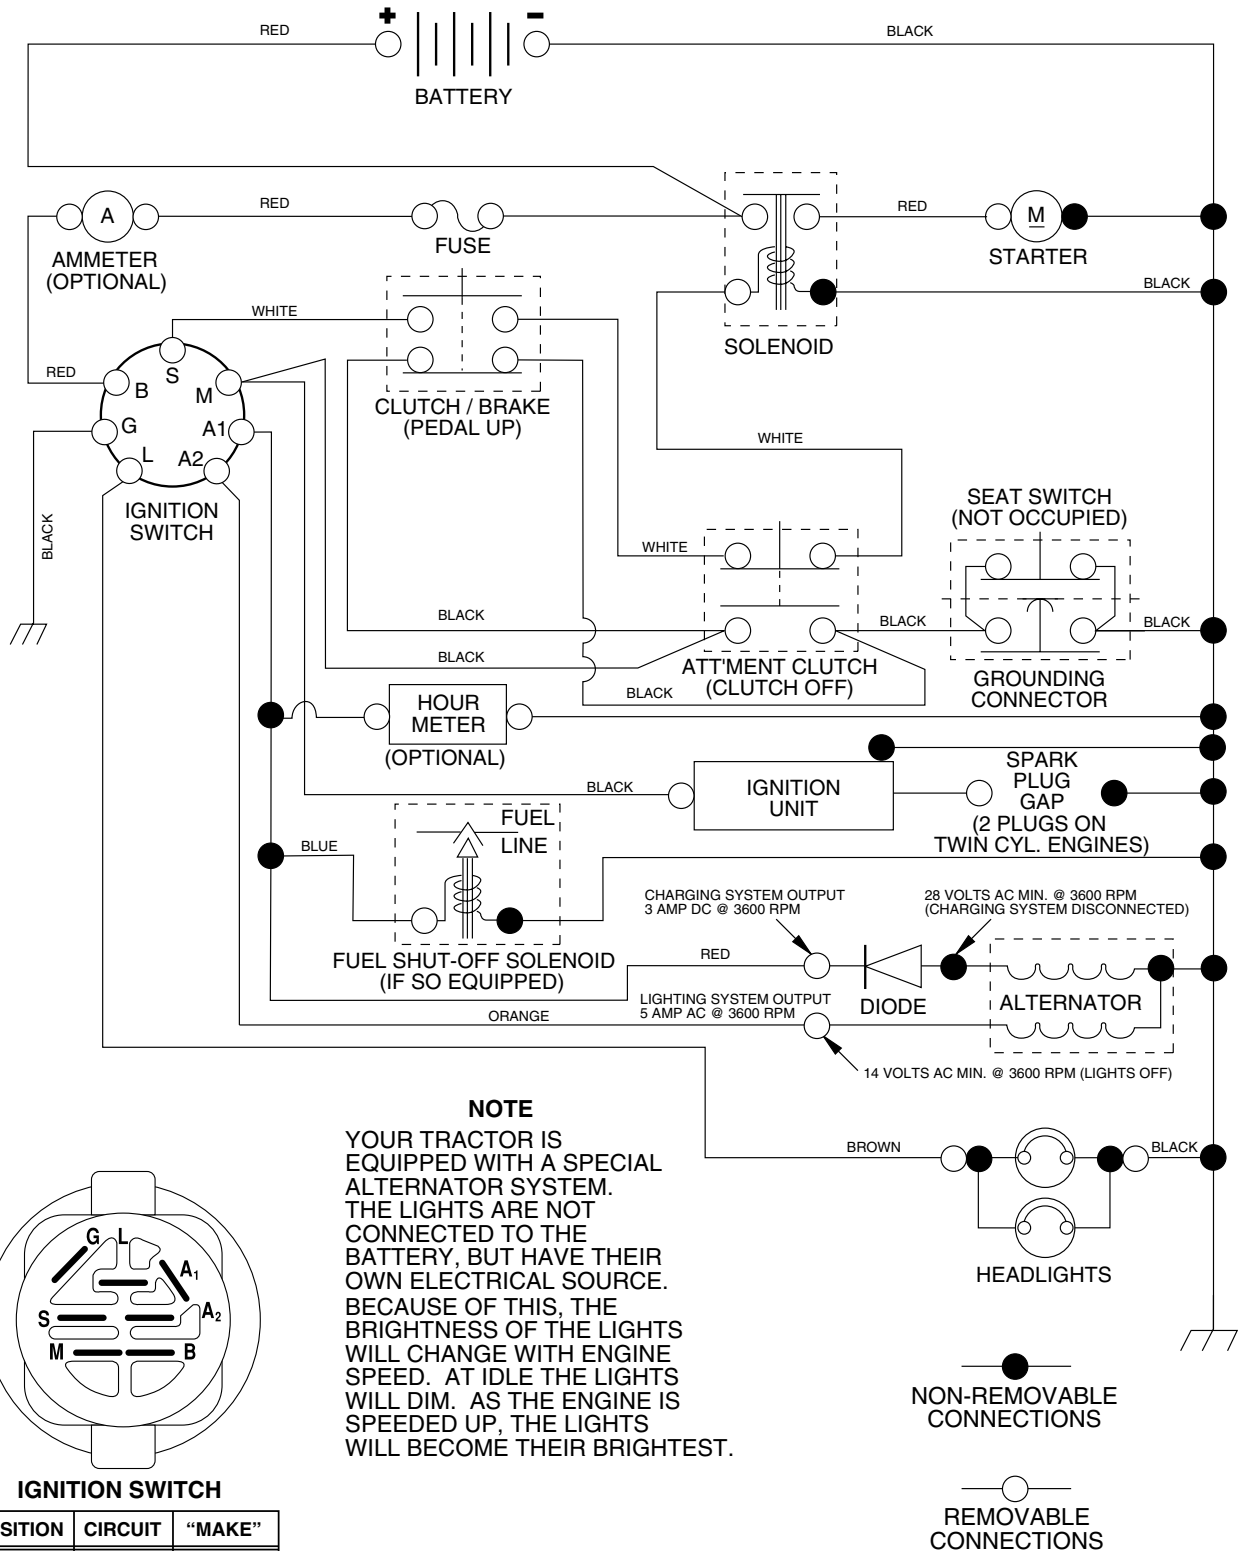 + −
RED
BLACK
BATTERY
A
RED
RED
M
AMMETER
(OPTIONAL)
FUSE
STARTER
WHITE
BLACK
SOLENOID
RED
B
S
M
G
A1
L
A2
CLUTCH / BRAKE
(PEDAL UP)
IGNITION
SWITCH
BLACK
WHITE
SEAT SWITCH
(NOT OCCUPIED)
WHITE
BLACK
BLACK
BLACK
BLACK
BLACK
ATT'MENT CLUTCH
(CLUTCH OFF)
GROUNDING
CONNECTOR
HOUR
METER
(OPTIONAL)
BLACK
IGNITION
UNIT
SPARK
PLUG
GAP
(2 PLUGS ON
TWIN CYL. ENGINES)
FUEL
LINE
BLUE
FUEL SHUT-OFF SOLENOID
(IF SO EQUIPPED)
CHARGING SYSTEM OUTPUT
3 AMP DC @ 3600 RPM
28 VOLTS AC MIN. @ 3600 RPM
(CHARGING SYSTEM DISCONNECTED)
RED
LIGHTING SYSTEM OUTPUT
5 AMP AC @ 3600 RPM
DIODE
ALTERNATOR
ORANGE
14 VOLTS AC MIN. @ 3600 RPM (LIGHTS OFF)
NOTE
YOUR TRACTOR IS
EQUIPPED WITH A SPECIAL
ALTERNATOR SYSTEM.
THE LIGHTS ARE NOT
CONNECTED TO THE
BATTERY, BUT HAVE THEIR
OWN ELECTRICAL SOURCE.
BECAUSE OF THIS, THE
BRIGHTNESS OF THE LIGHTS
WILL CHANGE WITH ENGINE
SPEED. AT IDLE THE LIGHTS
WILL DIM. AS THE ENGINE IS
SPEEDED UP, THE LIGHTS
WILL BECOME THEIR BRIGHTEST.
BROWN
BLACK
HEADLIGHTS
G L
A1
A2
S
M
B
IGNITION SWITCH
SITION CIRCUIT “MAKE”
NON-REMOVABLE
CONNECTIONS
REMOVABLE
CONNECTIONS